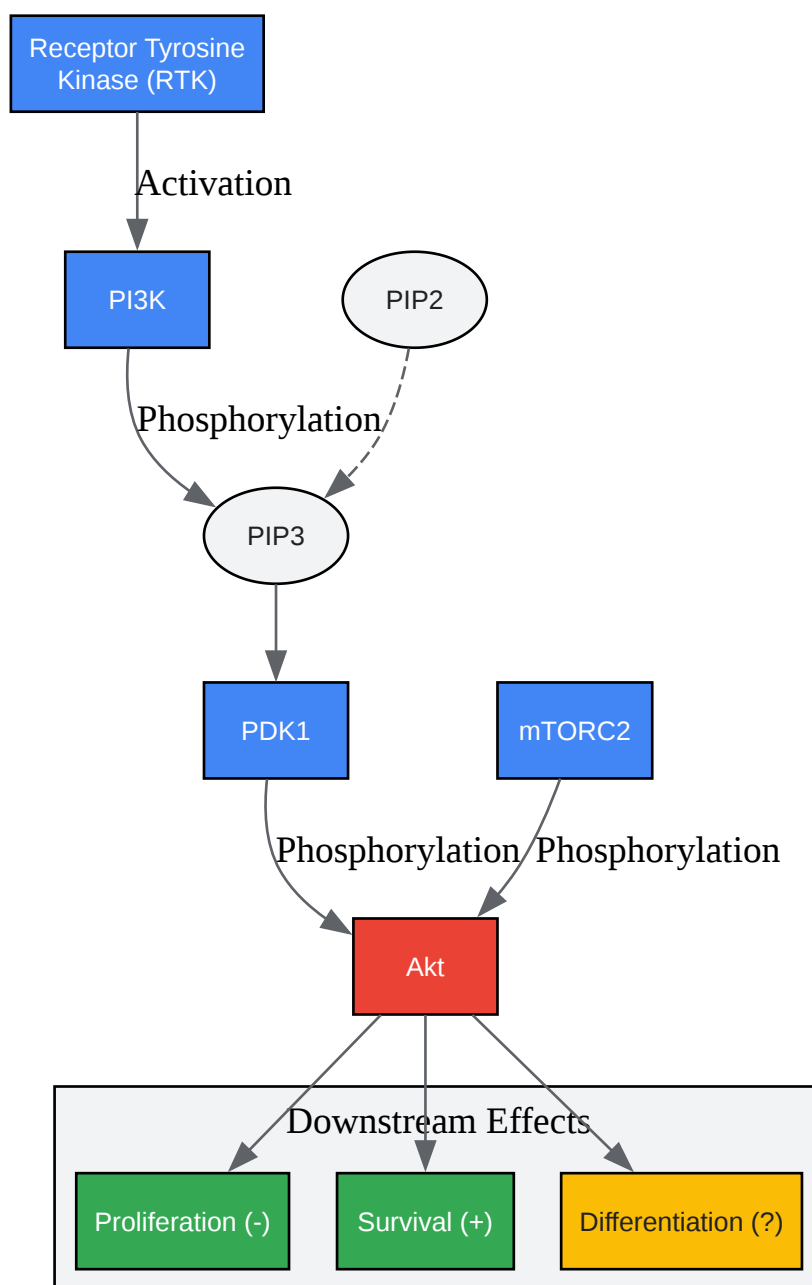 Receptor Tyrosine
Kinase (RTK)
Activation
PI3K
PIP2
Phosphorylation
PIP3
PDK1
mTORC2
Phosphorylation
Phosphorylation
Akt
Downstream Effects
Proliferation (-)
Survival (+)
Differentiation (?)